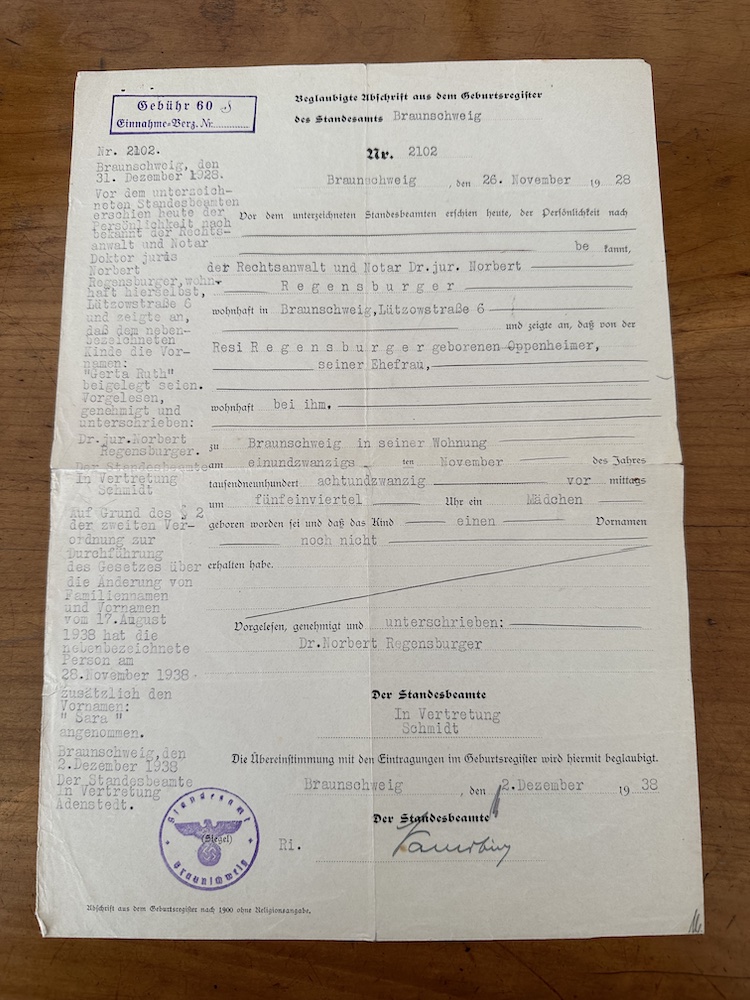 Gebühr 60
Einnahme-Verz. Nr.
Beglaubigte Abschrift aus dem Geburtsregister
des Standesamts Braunschweig
Nr. 2102
Braunschweig, den 26. November 1928
Vor dem unterzeichneten Standesbeamten erschien heute, der Persönlichkeit nach
be kannt,
der Rechtsanwalt und Notar Dr.jur. Norbert
Regensburger
wohnhaft in Braunschweig, Lützowstraße 6
und zeigte an, daß von der
Resi Regensburger geborenen Oppenheimer,
seiner Ehefrau,
wohnhaft bei ihm.
zu Braunschweig in seiner Wohnung
am einundzwanzigs ten November des Jahres
tausendneunhundert achtundzwanzig vor mittags
um fünfeinviertel Uhr ein Mädchen
geboren worden sei und daß das Kind einen Vornamen
noch nicht
erhalten habe.
Vorgelesen, genehmigt und unterschrieben:
Dr.Norbert Regensburger
Der Standesbeamte
In Vertretung
Schmidt
Die Übereinstimmung mit den Eintragungen im Geburtsregister wird hiermit beglaubigt.
Braunschweig, den 2.Dezember 1938
Der Standesbeamte
Ri.
Nr. 2102.
Braunschweig, den
31. Dezember 1928.
Vor dem unterzeich-
neten Standesbeamten
erschien heute der
Persönlichkeit nach
bekannt der Rechts-
anwalt und Notar
Doktor juris
Norbert
Regensburger, wohn-
haft hierselbst,
Lützowstraße 6
und zeigte an,
daß dem neben-
bezeichneten
Kinde die Vor-
namen:
"Gerta Ruth"
beigelegt seien.
Vorgelesen,
genehmigt und
unterschrieben:
Dr.jur.Norbert
Regensburger.
Der Standesbeamte
In Vertretung
Schmidt
Auf Grund des § 2
der zweiten Ver-
ordnung zur
Durchführung
des Gesetzes über
die Änderung von
Familiennamen
und Vornamen
vom 17.August
1938 hat die
nebenbezeichnete
Person am
28.November 1938
zusätzlich den
Vornamen:
"Sara"
angenommen.
Braunschweig,den
2.Dezember 1938
Der Standesbeamte
In Vertretung
Adenstedt.
Standesamt
(Siegel)
Braunschweig
Abschrift aus dem Geburtsregister nach 1900 ohne Religionsangabe.